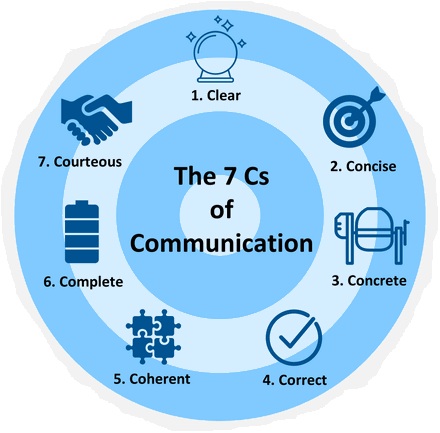 The 7 Cs
of
Communication
1. Clear
2. Concise
3. Concrete
4. Correct
5. Coherent
6. Complete
7. Courteous